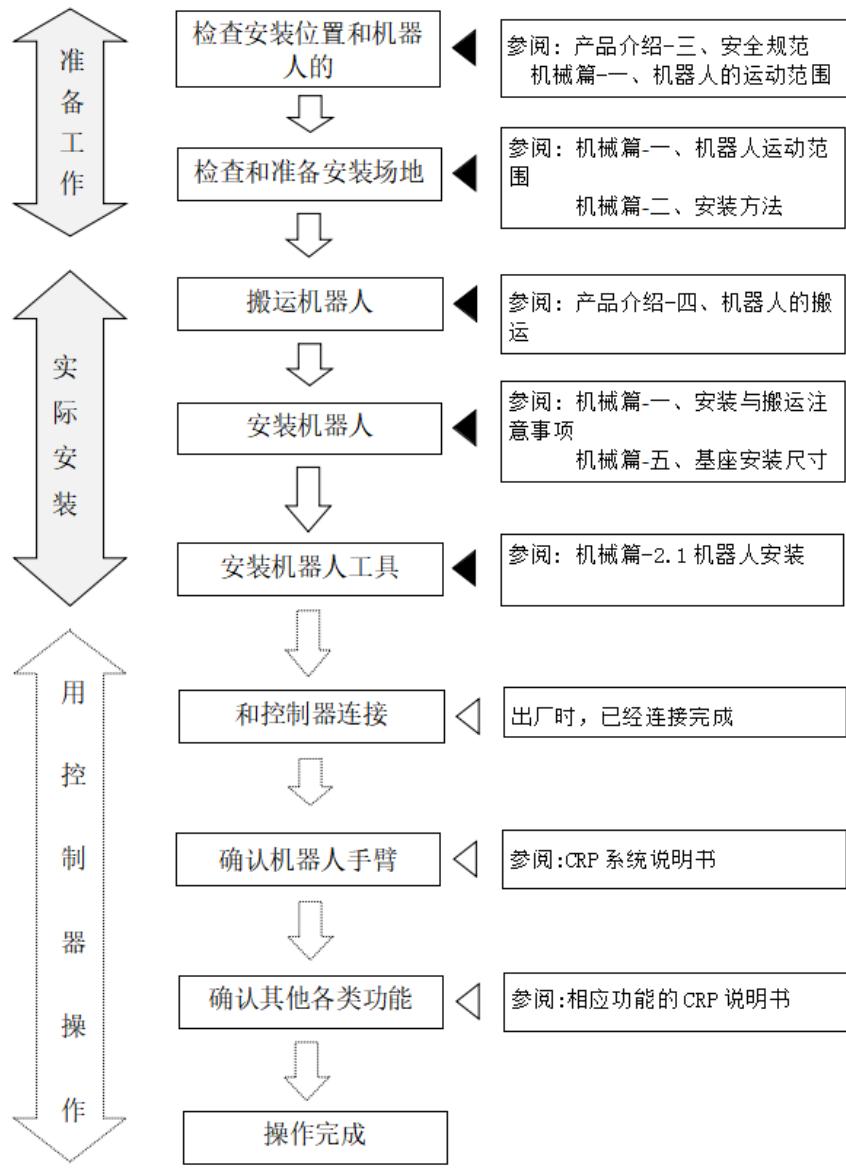 准备工作
检查安装位置和机器
人的
参阅：产品介绍-三、安全规范
机械篇-一、机器人的运动范围
检查和准备安装场地
参阅：机械篇-一、机器人运动范
围
机械篇-二、安装方法
实际安装
搬运机器人
参阅：产品介绍-四、机器人的搬
运
安装机器人
参阅：机械篇-一、安装与搬运注
意事项
机械篇-五、基座安装尺寸
安装机器人工具
参阅：机械篇-2.1机器人安装
用控制器操作
和控制器连接
出厂时，已经连接完成
确认机器人手臂
参阅:CRP系统说明书
确认其他各类功能
参阅:相应功能的CRP说明书
操作完成